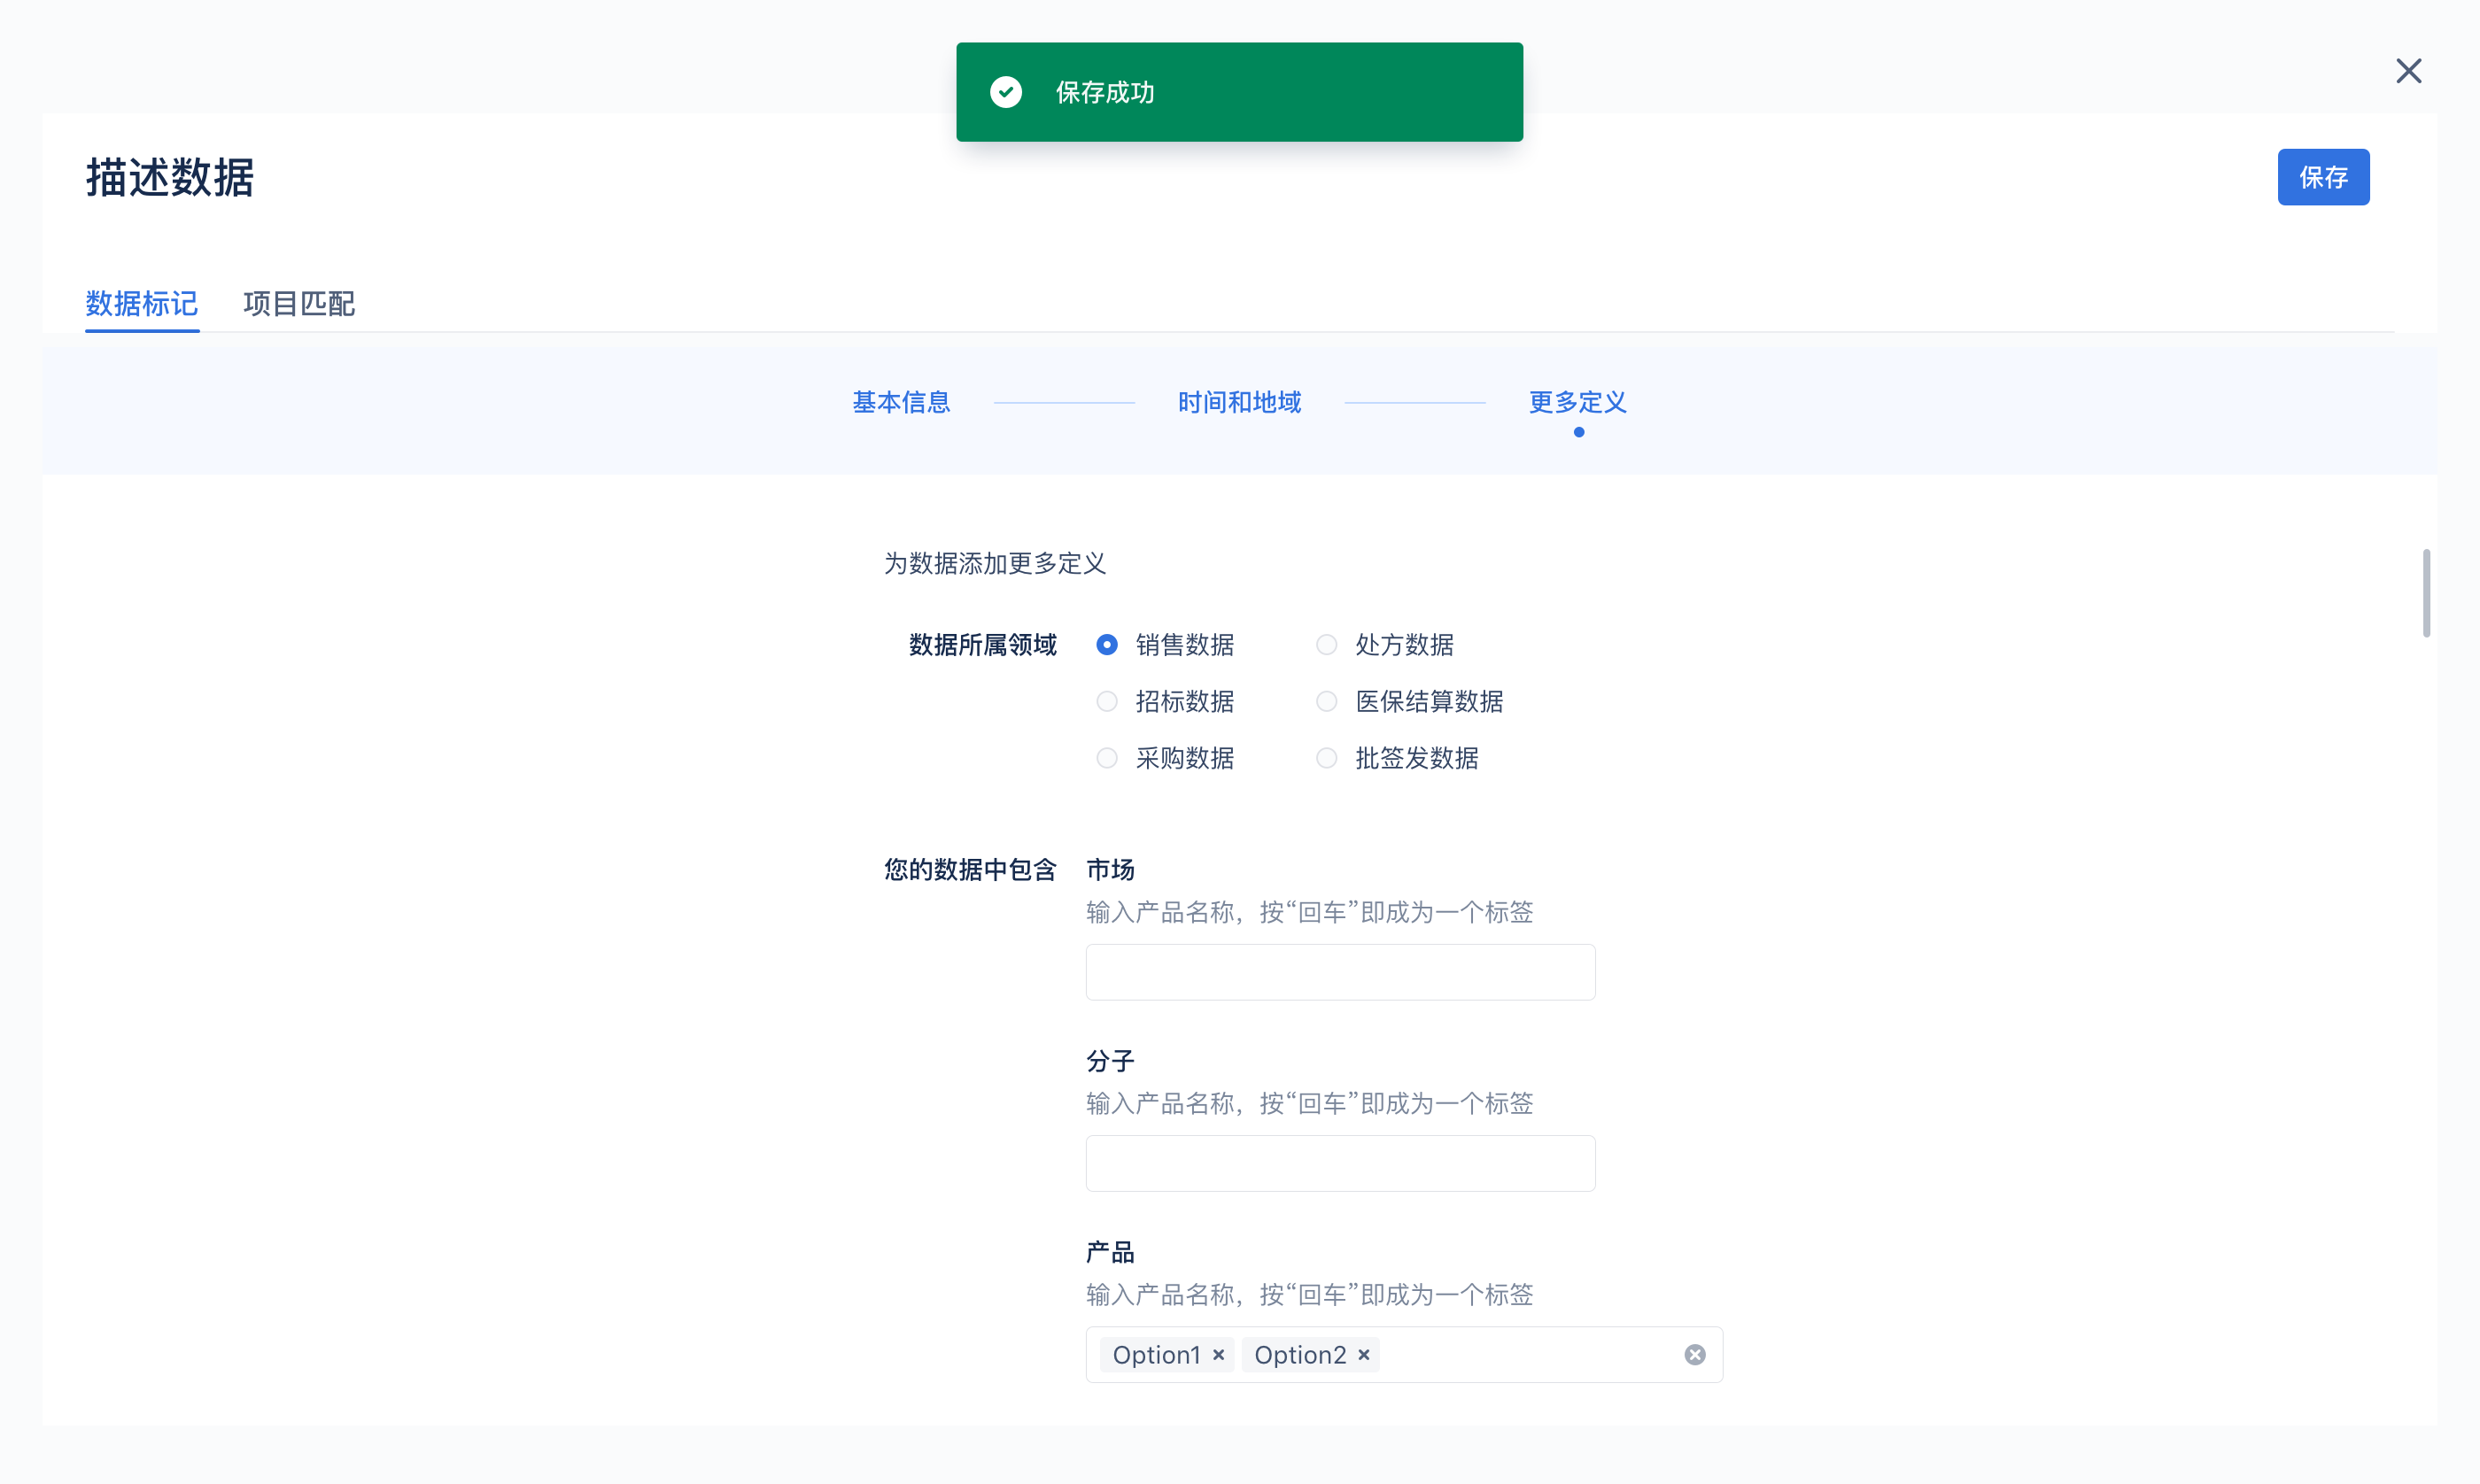 保存成功
描述数据
保存
数据标记 项目匹配
基本信息 时间和地域 更多定义
为数据添加更多定义
数据所属领域 销售数据 处方数据
招标数据 医保结算数据
采购数据 批签发数据
您的数据中包含 市场
输入产品名称，按“回车”即成为一个标签
分子
输入产品名称，按“回车”即成为一个标签
产品
输入产品名称，按“回车”即成为一个标签
Option1 Option2